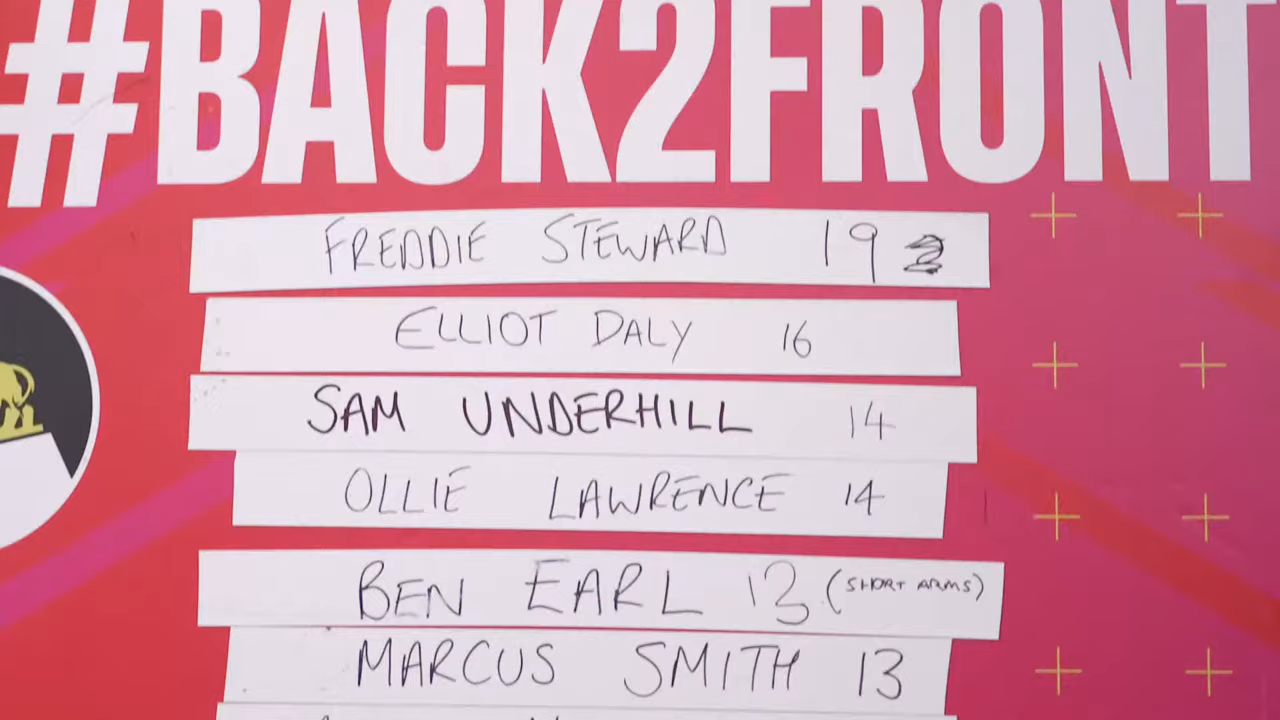 #BACK2FRONT
FREDDIE STEWARD 19
ELLIOT DALY 16
SAM UNDERHILL 14
OLLIE LAWRENCE 14
BEN EARL 13 (SHORT ARMS)
MARCUS SMITH 13